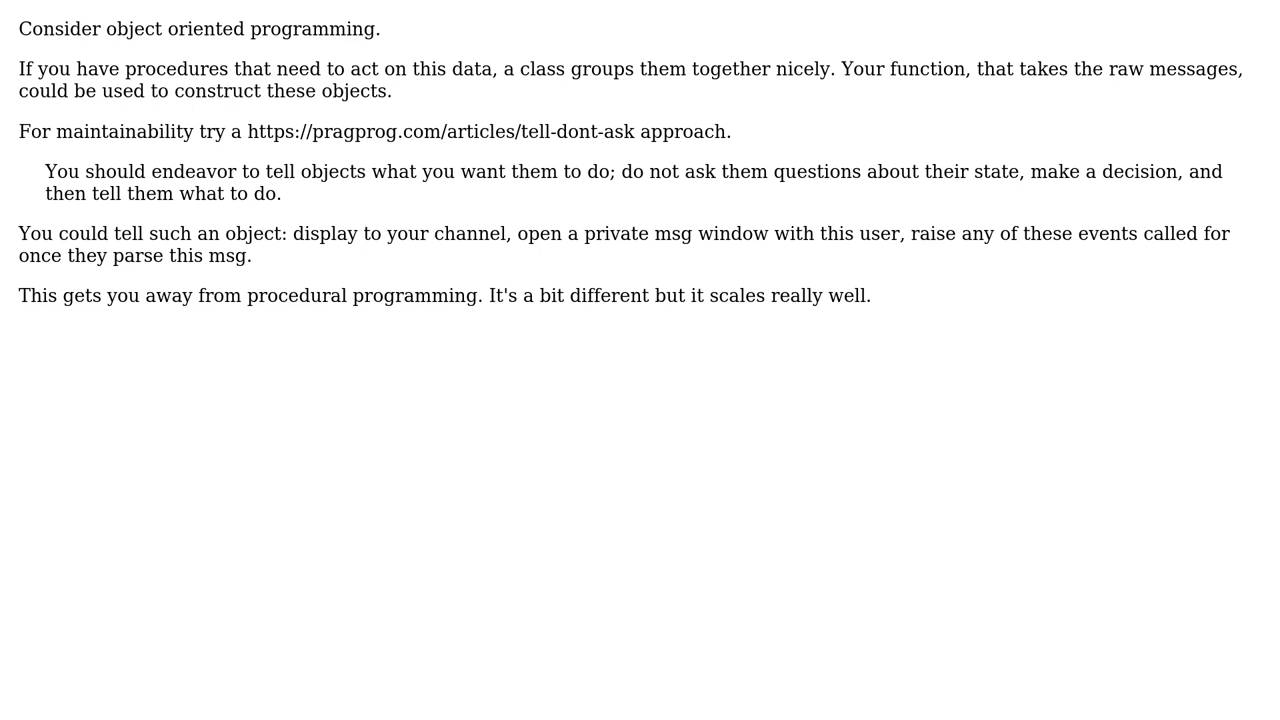 Consider object oriented programming.
If you have procedures that need to act on this data, a class groups them together nicely. Your function, that takes the raw messages,
could be used to construct these objects.
For maintainability try a https://pragprog.com/articles/tell-dont-ask approach.
You should endeavor to tell objects what you want them to do; do not ask them questions about their state, make a decision, and
then tell them what to do.
You could tell such an object: display to your channel, open a private msg window with this user, raise any of these events called for
once they parse this msg.
This gets you away from procedural programming. It's a bit different but it scales really well.